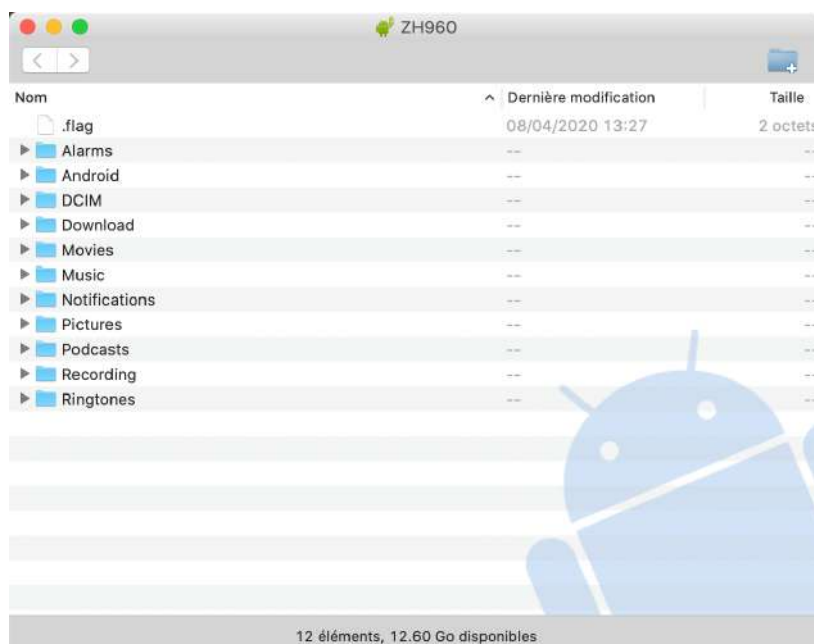 ZH960
Nom Dernière modification Taille
.flag 08/04/2020 13:27 2 octets
Alarms -- --
Android -- --
DCIM -- --
Download -- --
Movies -- --
Music -- --
Notifications -- --
Pictures -- --
Podcasts -- --
Recording -- --
Ringtones -- --
12 éléments, 12.60 Go disponibles